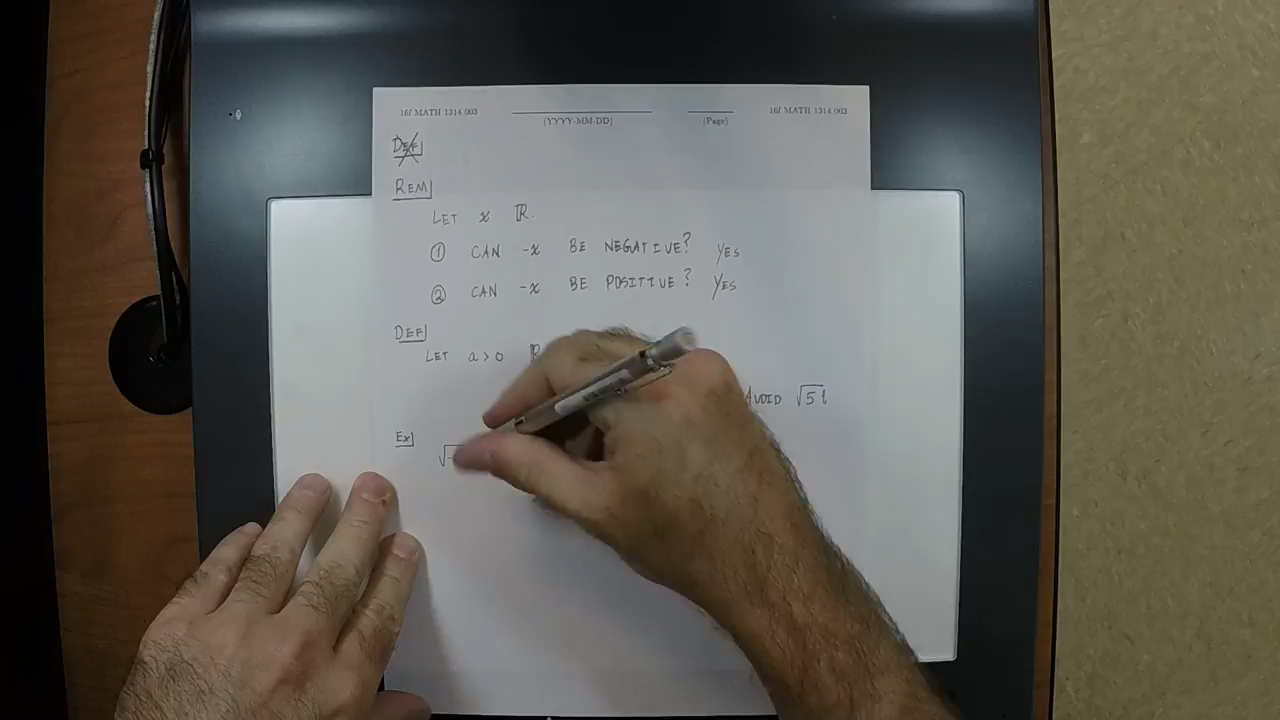 16f MATH 1314 003 (YYYY-MM-DD) (Page) 16f MATH 1314 003
DEF
REM
LET x ℝ.
① CAN -x BE NEGATIVE? YES
② CAN -x BE POSITIVE? YES
DEF
LET a > 0 ℝ
AVOID √5 i
Ex
√-